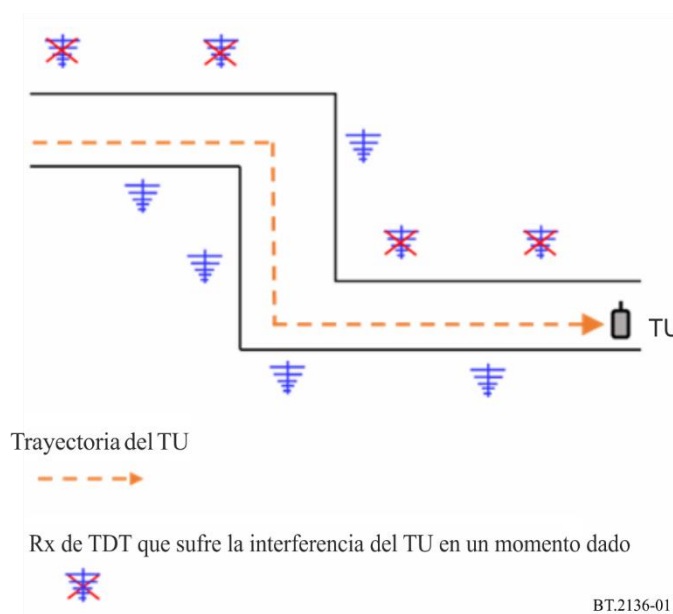 TU
Trayectoria del TU
Rx de TDT que sufre la interferencia del TU en un momento dado
BT.2136-01